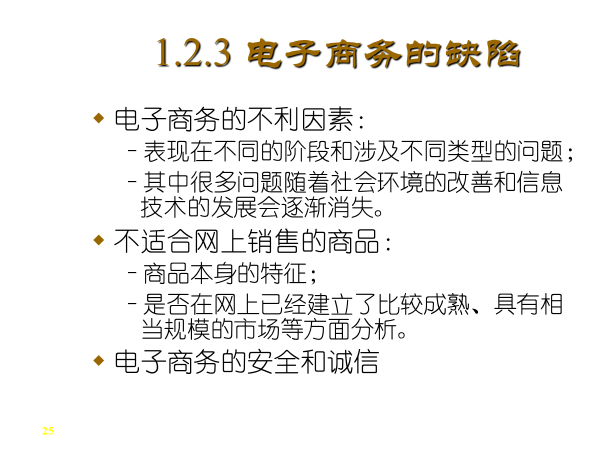 1.2.3 电子商务的缺陷
电子商务的不利因素：
–表现在不同的阶段和涉及不同类型的问题；
–其中很多问题随着社会环境的改善和信息
技术的发展会逐渐消失。
不适合网上销售的商品：
–商品本身的特征；
–是否在网上已经建立了比较成熟、具有相
当规模的市场等方面分析。
电子商务的安全和诚信
25